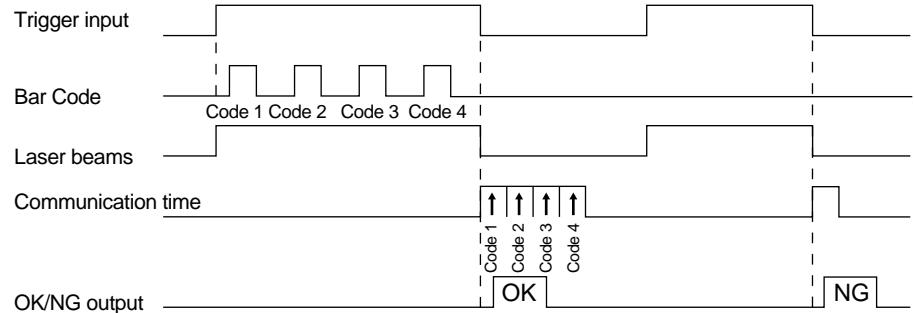 Trigger input
Bar Code
Code 1 Code 2 Code 3 Code 4
Laser beams
Communication time
Code 1
Code 2
Code 3
Code 4
OK/NG output
OK
NG